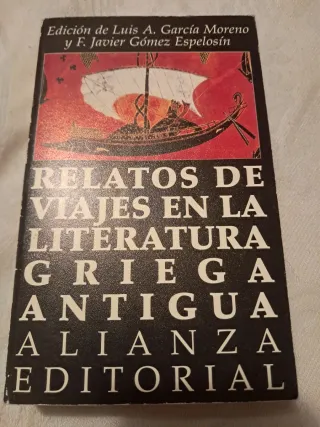 Edición de Luis A. García Moreno
y F. Javier Gómez Espelosín
RELATOS DE
VIAJES EN LA
LITERATURA
GRIEGA
ANTIGUA
ALIANZA
EDITORIAL